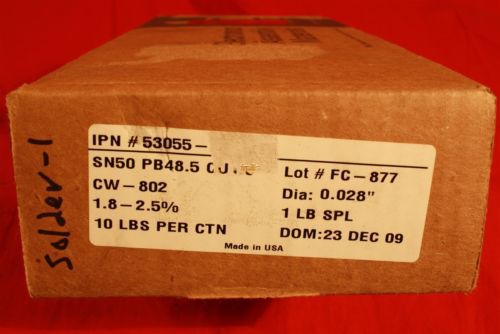 IPN # 53055-
SN50 PB48.5
Lot # FC-877
CW-802
Dia: 0.028"
1.8-2.5%
1 LB SPL
10 LBS PER CTN
DOM:23 DEC 09
Made in USA
Solder-1